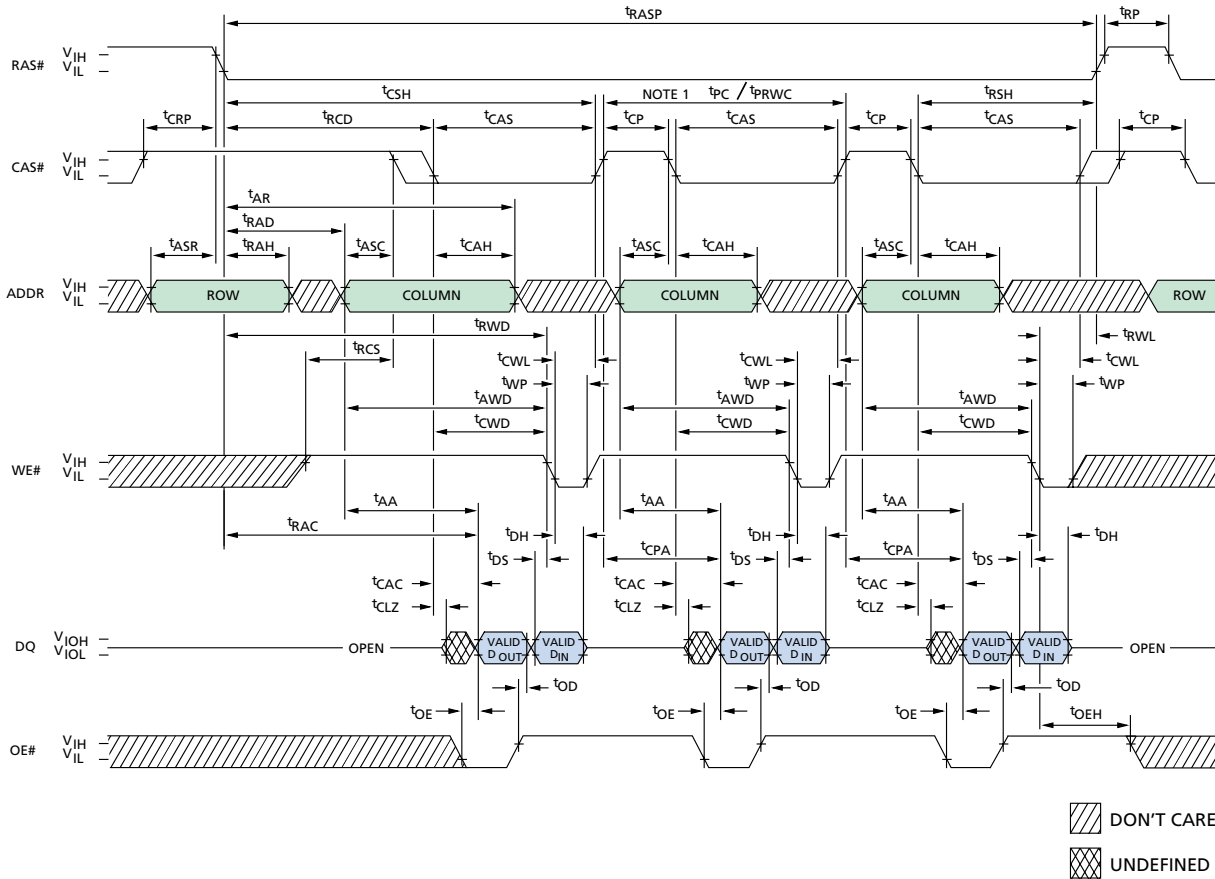 tRASP tRP
RAS# VIH
VIL
tCSH NOTE 1 tPC / tPRWC tRSH
tCRP tRCD tCAS tCP tCAS tCP tCAS tCP
CAS# VIH
VIL
tAR
tRAD
tASR tRAH tASC tCAH tASC tCAH tASC tCAH
ADDR VIH
VIL
ROW COLUMN COLUMN COLUMN ROW
tRWD tRWL
tRCS tCWL tCWL tCWL
tWP tWP tWP
tAWD tAWD tAWD
tCWD tCWD tCWD
WE# VIH
VIL
tAA tAA tAA
tRAC tDH tDH tDH
tDS tCPA tDS tCPA tDS
tCAC tCAC tCAC
tCLZ tCLZ tCLZ
DQ VIOH
VIOL
OPEN VALID DOUT VALID DIN VALID DOUT VALID DIN VALID DOUT VALID DIN OPEN
tOD tOD tOD
tOE tOE tOE tOEH
OE# VIH
VIL
DON'T CARE
UNDEFINED